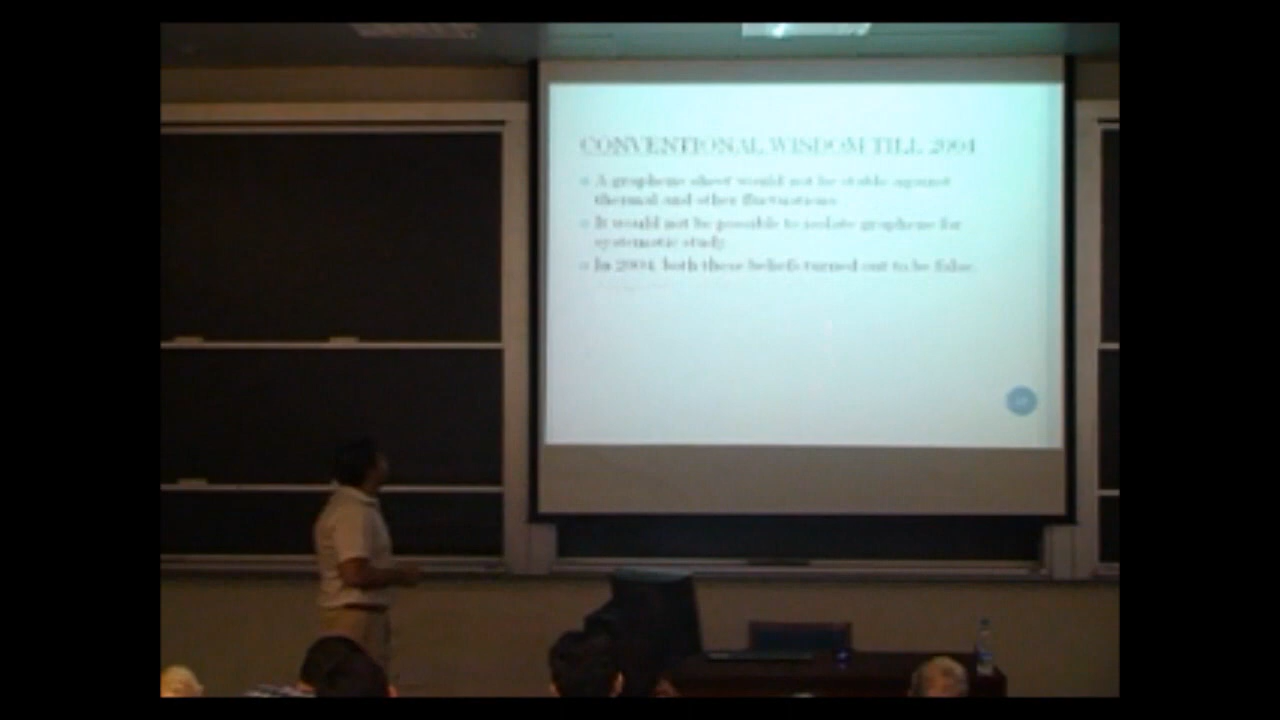 CONVENTIONAL WISDOM TILL 2004
A graphene sheet would not be stable against
thermal and other fluctuations
It would not be possible to isolate graphene for
systematic study.
In 2004, both these beliefs turned out to be false.